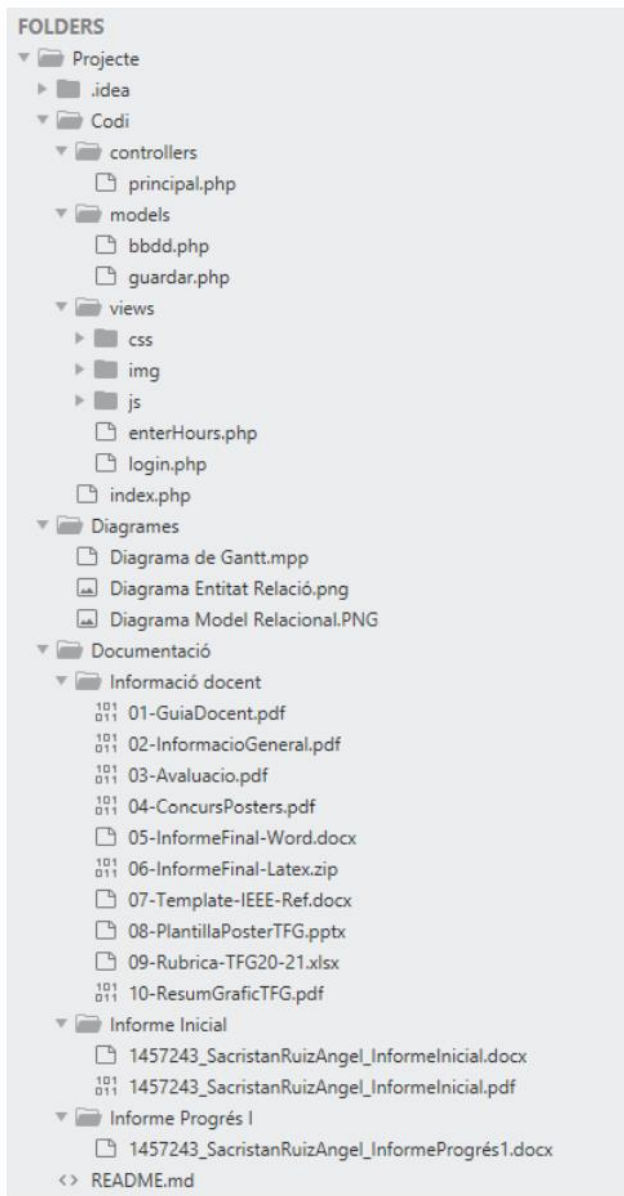 FOLDERS
Projecte
.idea
Codi
controllers
principal.php
models
bbdd.php
guardar.php
views
css
img
js
enterHours.php
login.php
index.php
Diagrames
Diagrama de Gantt.mpp
Diagrama Entitat Relació.png
Diagrama Model Relacional.PNG
Documentació
Informació docent
01-GuiaDocent.pdf
02-InformacioGeneral.pdf
03-Avaluacio.pdf
04-ConcursPosters.pdf
05-InformeFinal-Word.docx
06-InformeFinal-Latex.zip
07-Template-IEEE-Ref.docx
08-PlantillaPosterTFG.pptx
09-Rubrica-TFG20-21.xlsx
10-ResumGraficTFG.pdf
Informe Inicial
1457243_SacristanRuizAngel_InformeInicial.docx
1457243_SacristanRuizAngel_InformeInicial.pdf
Informe Progrés I
1457243_SacristanRuizAngel_InformeProgrés1.docx
README.md